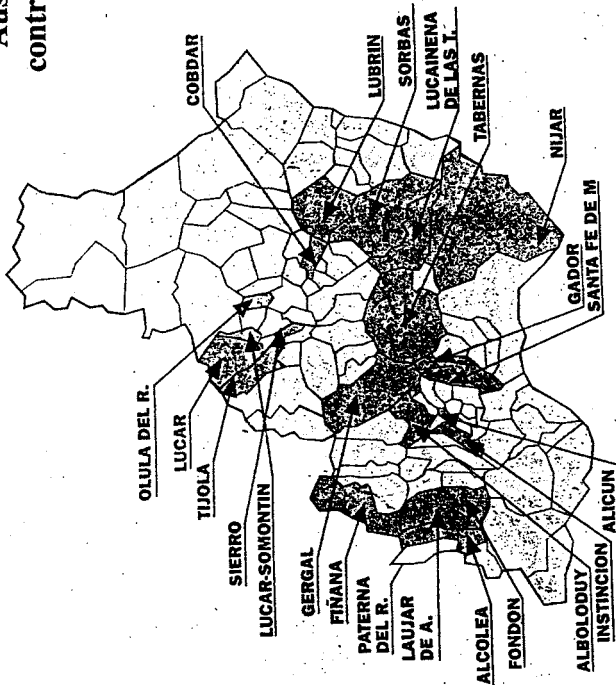 contr
COBDAR
LUBRIN
SORBAS
LUCAINENA
DE LAS T.
TABERNAS
NIJAR
GADOR
SANTA FE DE M
OLULA DEL R.
LUCAR
TIJOLA
SIERRO
LUCAR-SOMONTIN
GERGAL
FIÑANA
PATERNA
DEL R.
LAUJAR
DE A.
ALCOLEA
FONDON
ALBOLODUY
INSTINCION
ALICUN